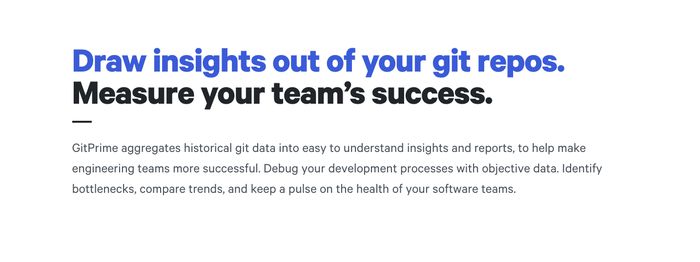 Draw insights out of your git repos.
Measure your team’s success.
GitPrime aggregates historical git data into easy to understand insights and reports, to help make
engineering teams more successful. Debug your development processes with objective data. Identify
bottlenecks, compare trends, and keep a pulse on the health of your software teams.